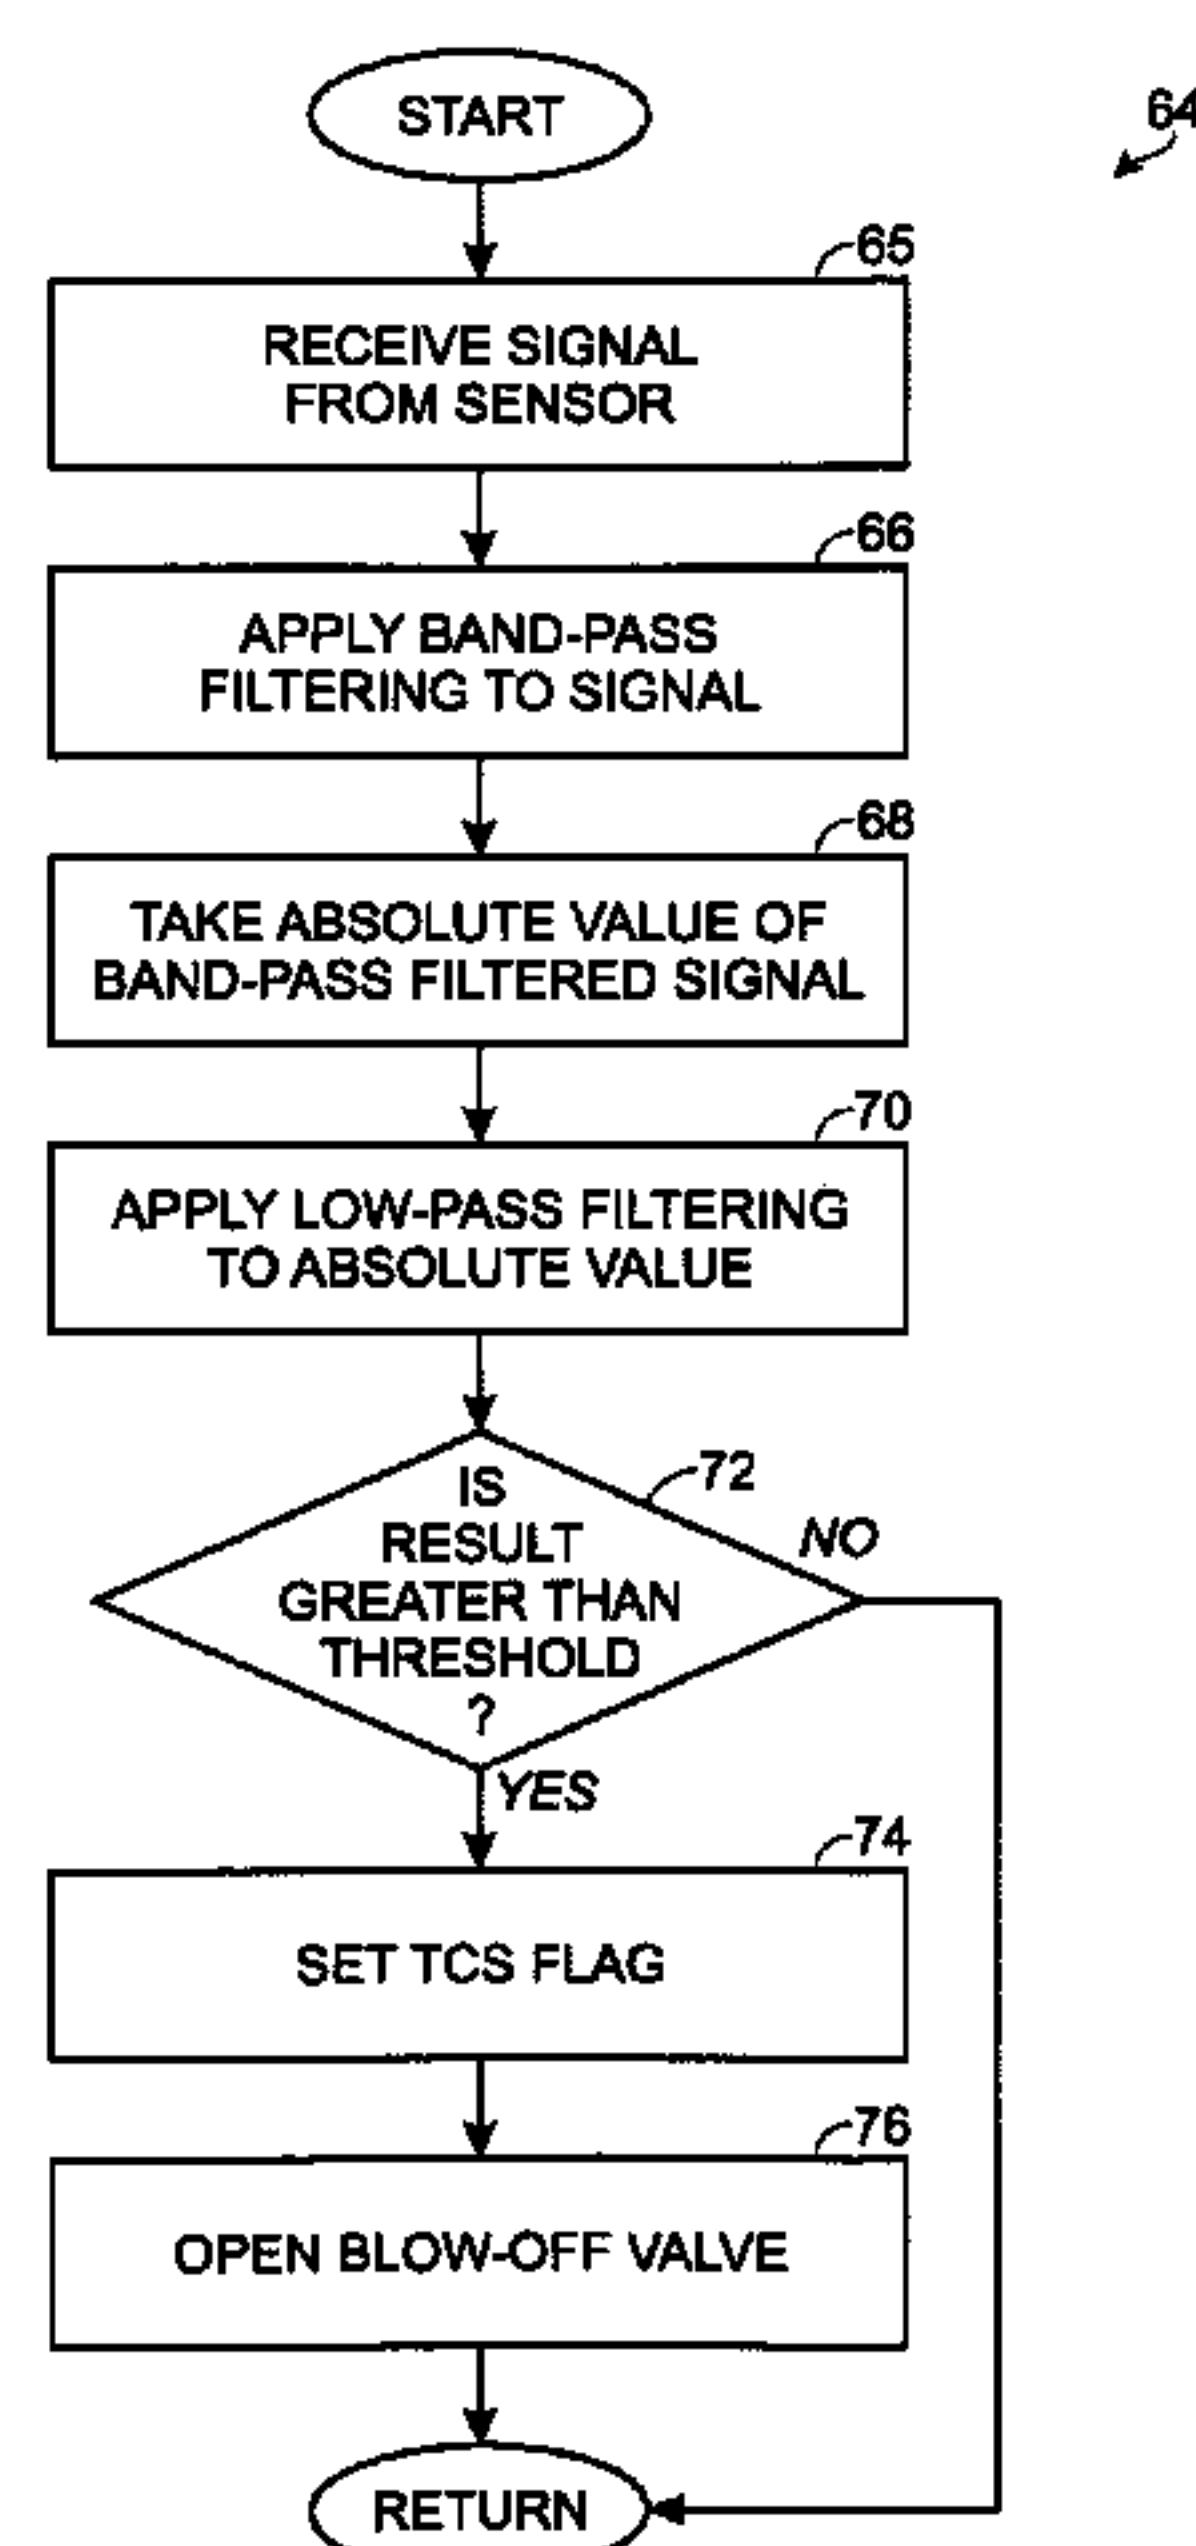 START
64
65
RECEIVE SIGNAL
FROM SENSOR
66
APPLY BAND-PASS
FILTERING TO SIGNAL
68
TAKE ABSOLUTE VALUE OF
BAND-PASS FILTERED SIGNAL
70
APPLY LOW-PASS FILTERING
TO ABSOLUTE VALUE
72
IS
RESULT
GREATER THAN
THRESHOLD
?
NO
YES
74
SET TCS FLAG
76
OPEN BLOW-OFF VALVE
RETURN